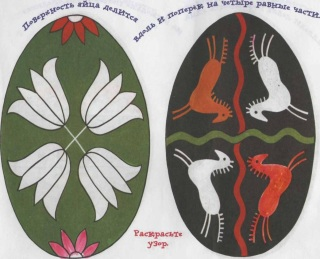 Поверхность яйца делится вдоль и поперек на четыре равные части.
Раскрасьте
узор.